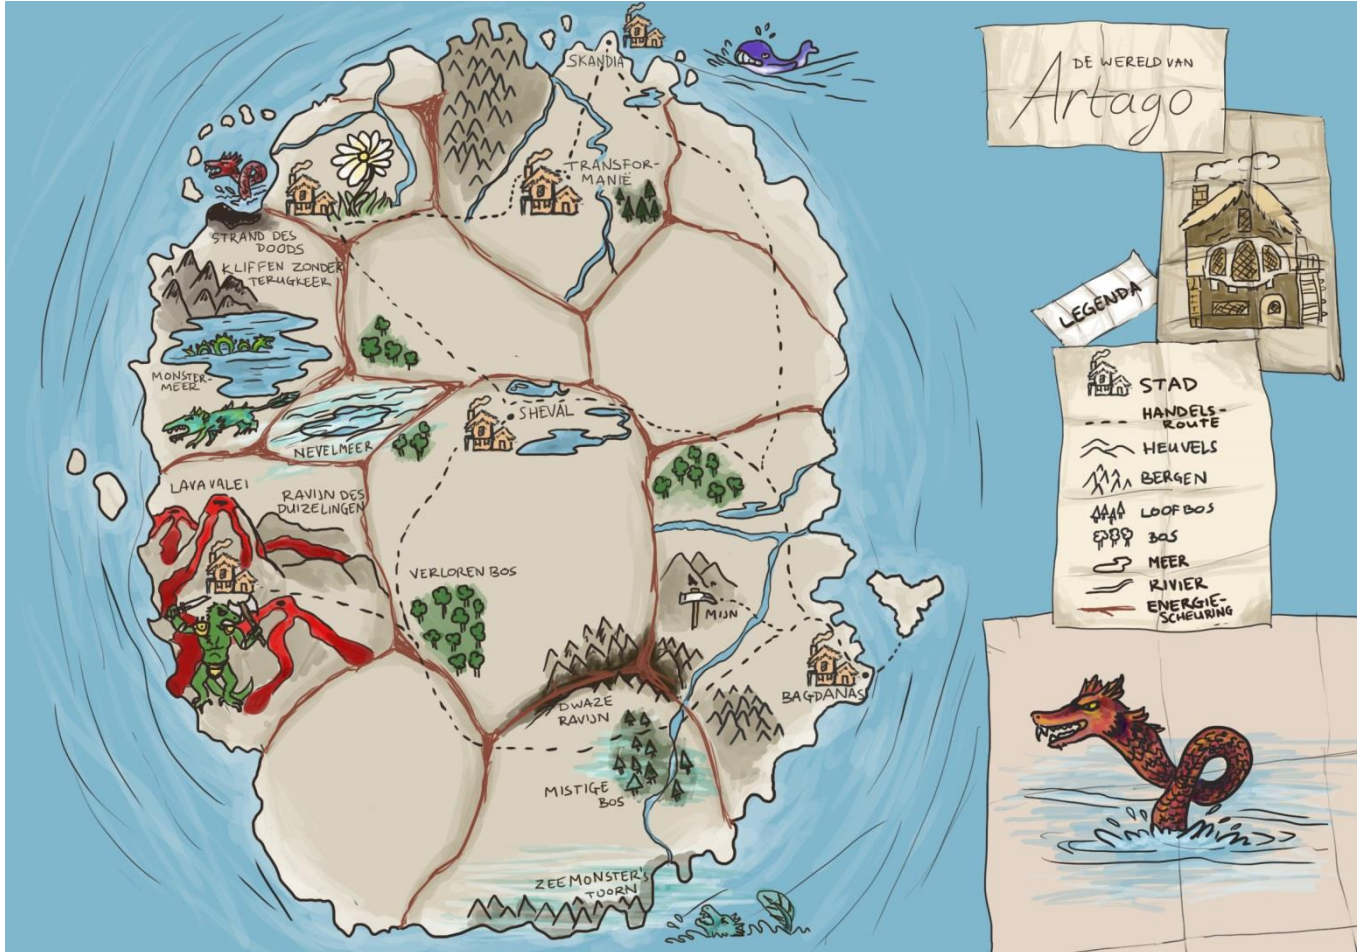 DE WERELD VAN
Artago
SKANDIA
TRANSFOR-
MANIË
STRAND DES
DOODS
KLIFFEN ZONDER
TERUGKEER
MONSTER-
MEER
NEVELMEER
SHEVAL
LAVA VALEI
RAVIJN DES
DUIZELINGEN
VERLOREN BOS
MIJN
BAGDANAS
DWAZE
RAVIJN
MISTIGE
BOS
ZEEMONSTER'S
TOORN
LEGENDA
STAD
HANDELS-
ROUTE
HEUVELS
BERGEN
LOOFBOS
BOS
MEER
RIVIER
ENERGIE-
SCHEURING